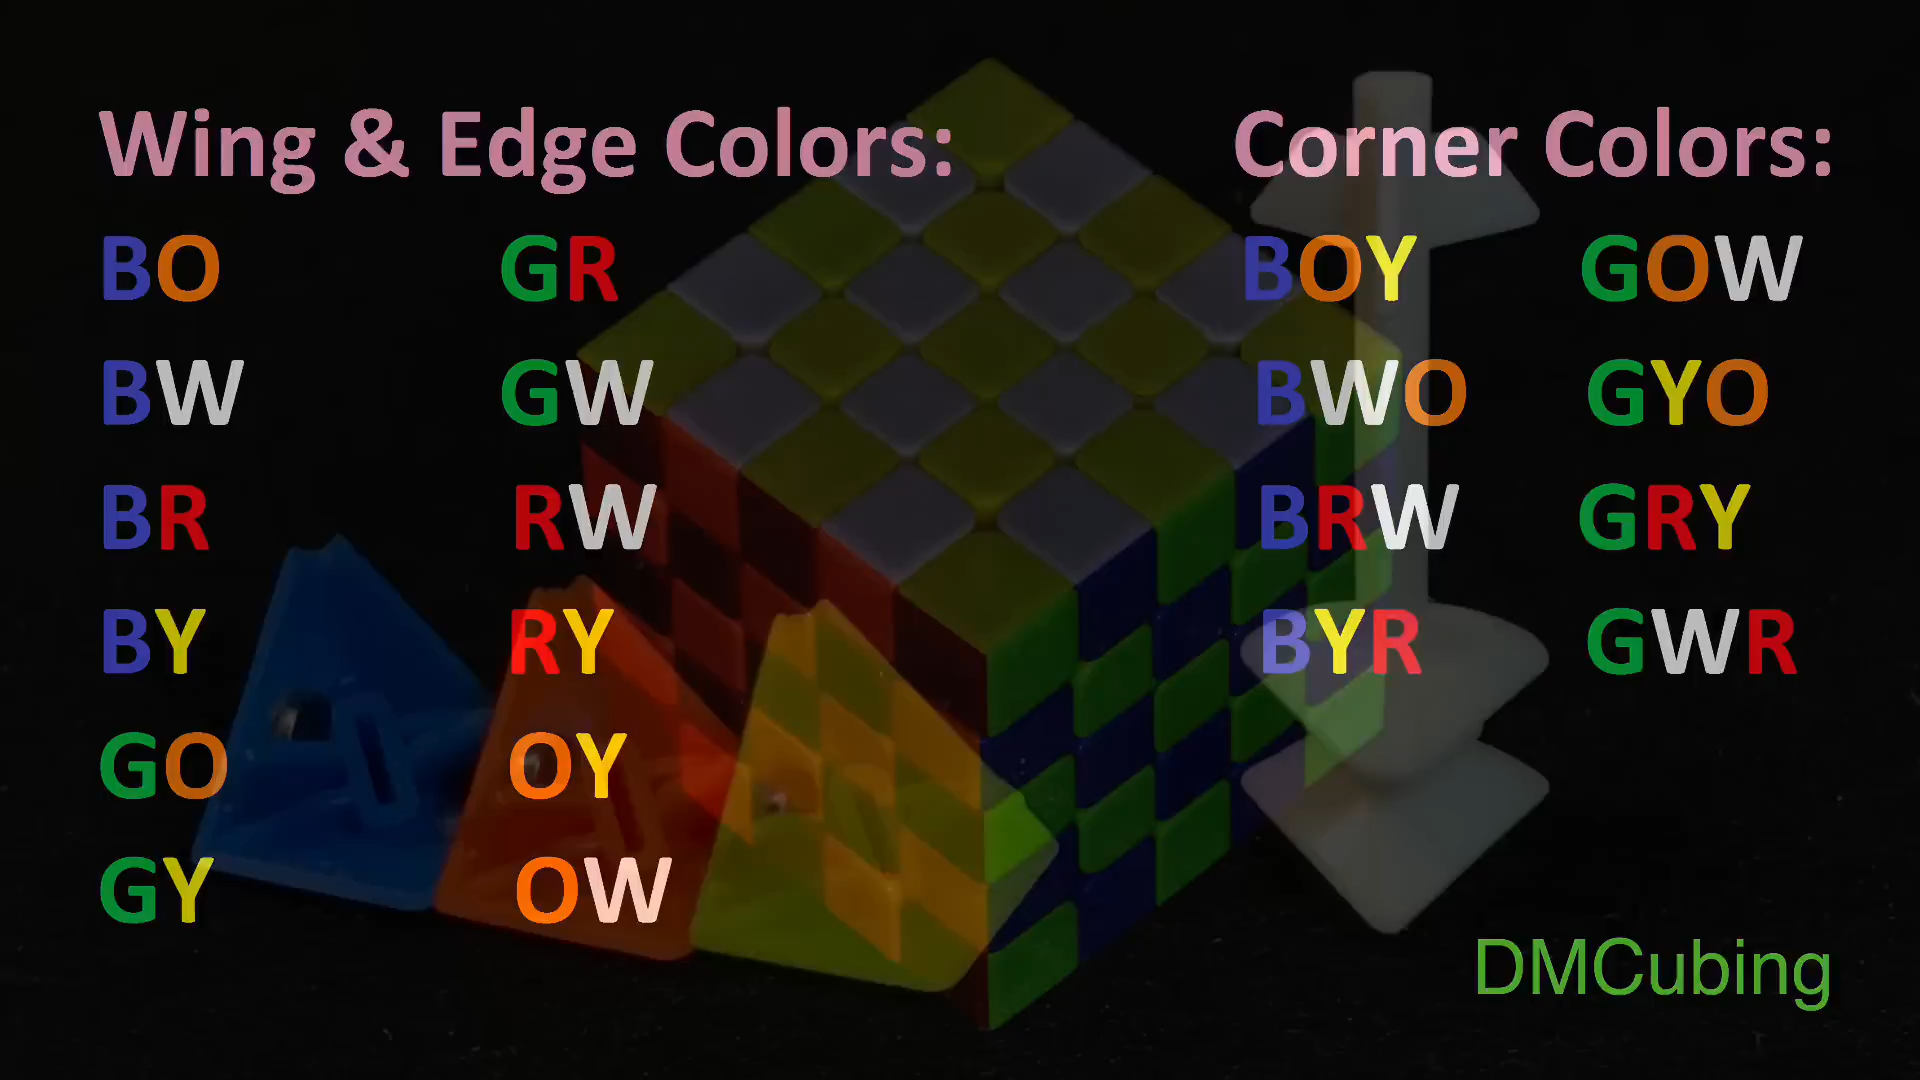 Wing & Edge Colors:
BO GR
BW GW
BR RW
BY RY
GO OY
GY OW
Corner Colors:
BOY GOW
BWO GYO
BRW GRY
BYR GWR
DMCubing